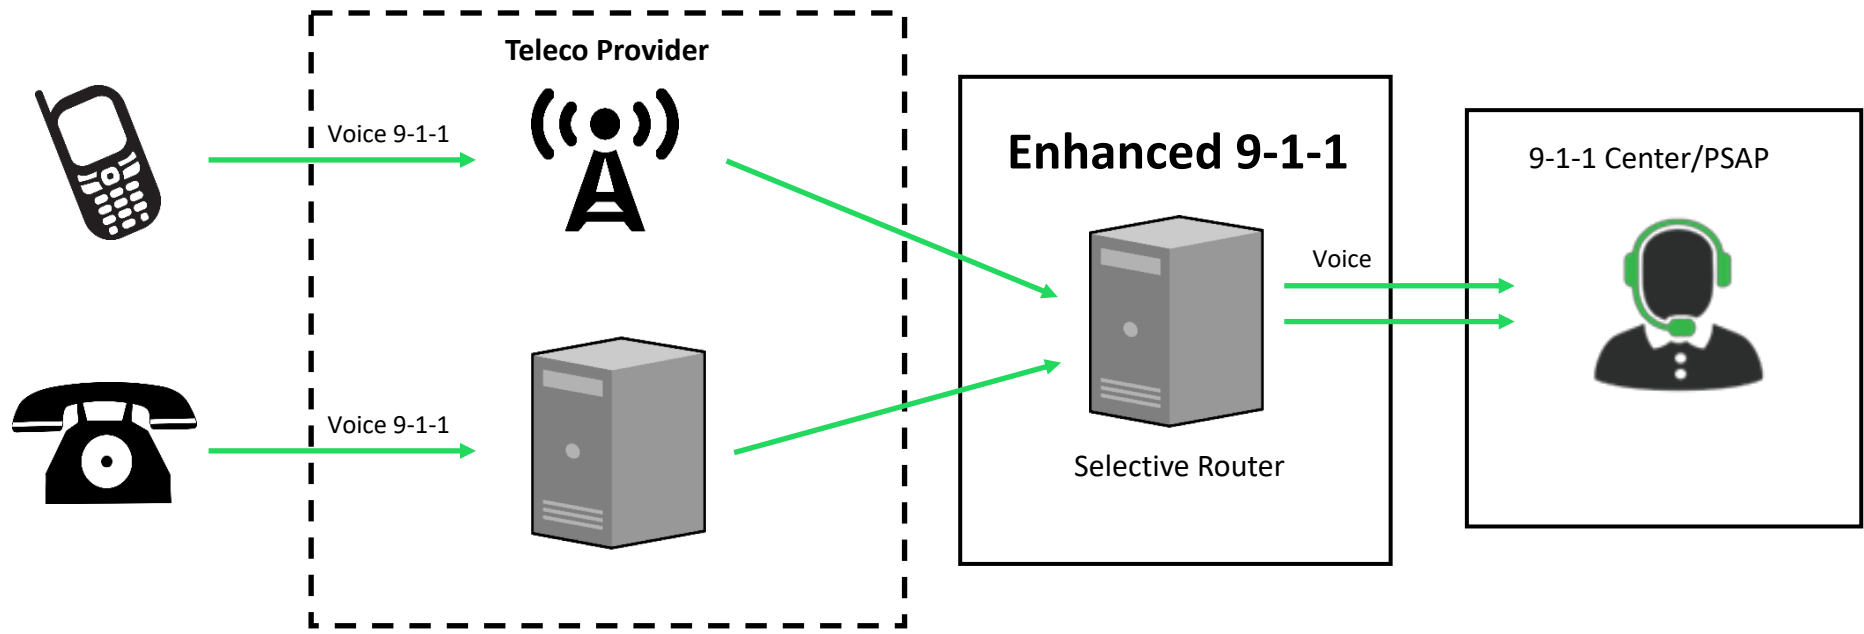 Teleco Provider
Voice 9-1-1
Enhanced 9-1-1
9-1-1 Center/PSAP
Voice
Voice 9-1-1
Selective Router